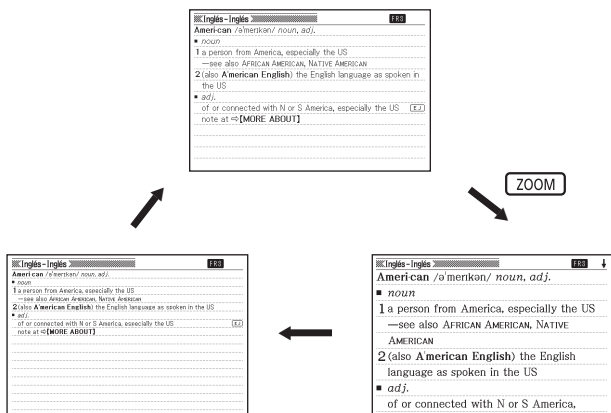 Inglés-Inglés FRS
Ameri·can /əˈmerɪkən/ noun, adj.
▪ noun
1 a person from America, especially the US
—see also AFRICAN AMERICAN, NATIVE AMERICAN
2 (also Aˈmerican English) the English language as spoken in
the US
▪ adj.
of or connected with N or S America, especially the US EJ
note at ⇨【MORE ABOUT】
ZOOM
Inglés-Inglés FRS
Ameri·can /əˈmerɪkən/ noun, adj.
▪ noun
1 a person from America, especially the US
—see also AFRICAN AMERICAN, NATIVE AMERICAN
2 (also Aˈmerican English) the English language as spoken in the US
▪ adj.
of or connected with N or S America, especially the US EJ
note at ⇨【MORE ABOUT】
Inglés-Inglés FRS ↓
Ameri·can /əˈmerɪkən/ noun, adj.
▪ noun
1 a person from America, especially the US
—see also AFRICAN AMERICAN, NATIVE
AMERICAN
2 (also Aˈmerican English) the English
language as spoken in the US
▪ adj.
of or connected with N or S America,